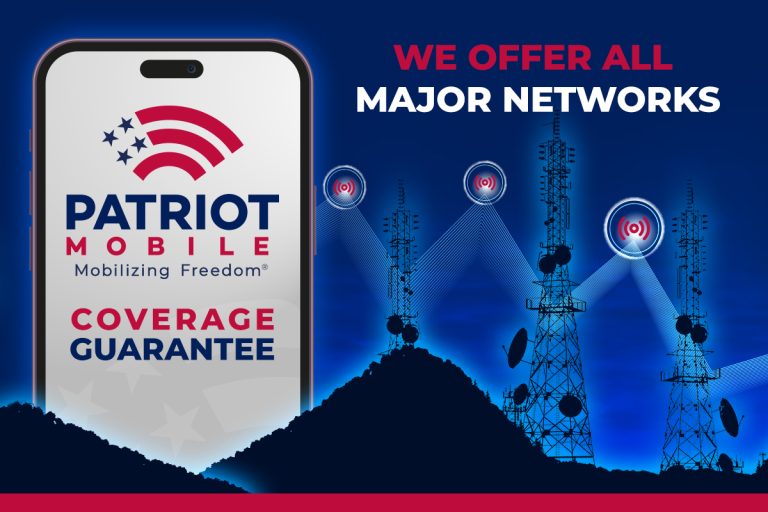 WE OFFER ALL
MAJOR NETWORKS
PATRIOT
MOBILE
Mobilizing Freedom®
COVERAGE
GUARANTEE